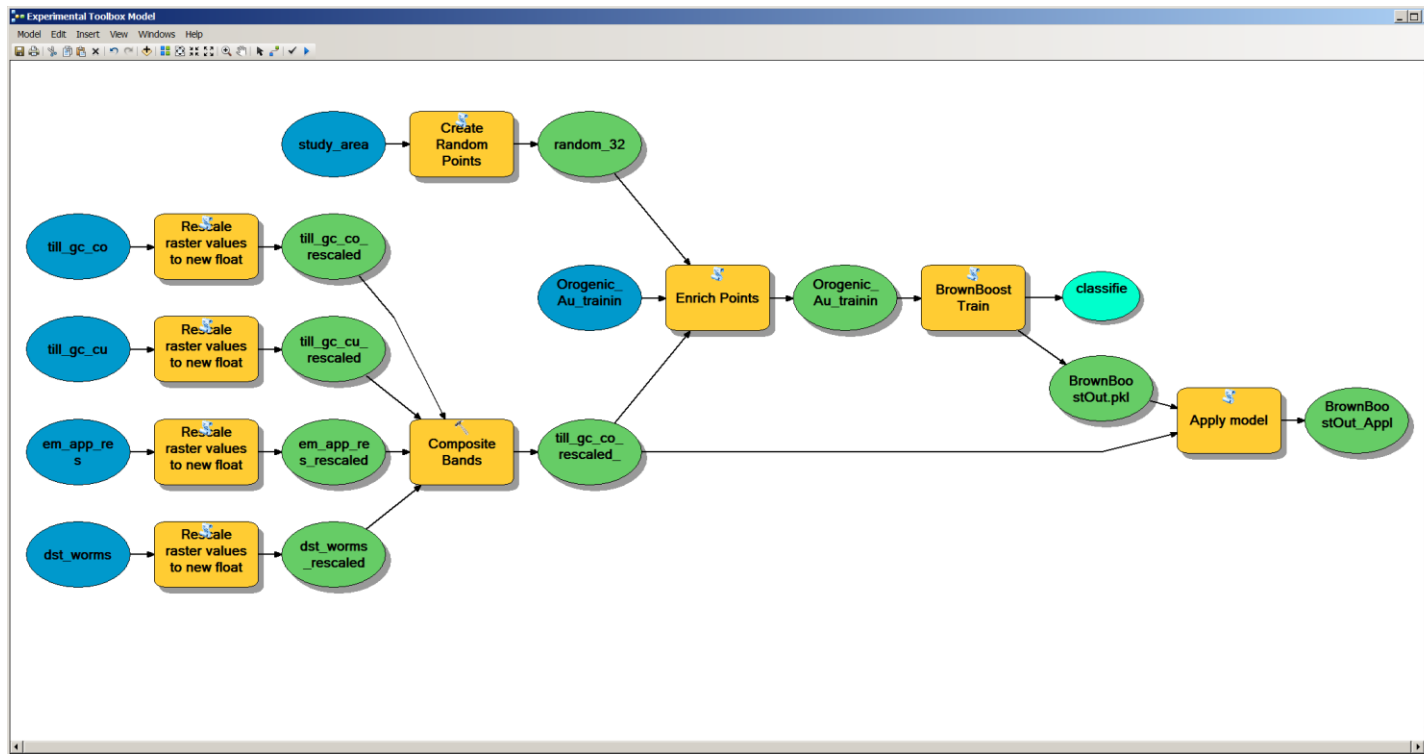 Experimental Toolbox Model
Model Edit Insert View Windows Help
study_area
Create
Random
Points
random_32
till_gc_co
Rescale
raster values
to new float
till_gc_co_
rescaled
Orogenic_
Au_trainin
Enrich Points
Orogenic_
Au_trainin
BrownBoost
Train
classifie
till_gc_cu
Rescale
raster values
to new float
till_gc_cu_
rescaled
BrownBoo
stOut.pkl
em_app_re
s
Rescale
raster values
to new float
em_app_re
s_rescaled
Composite
Bands
till_gc_co_
rescaled_
Apply model
BrownBoo
stOut_Appl
dst_worms
Rescale
raster values
to new float
dst_worms
_rescaled